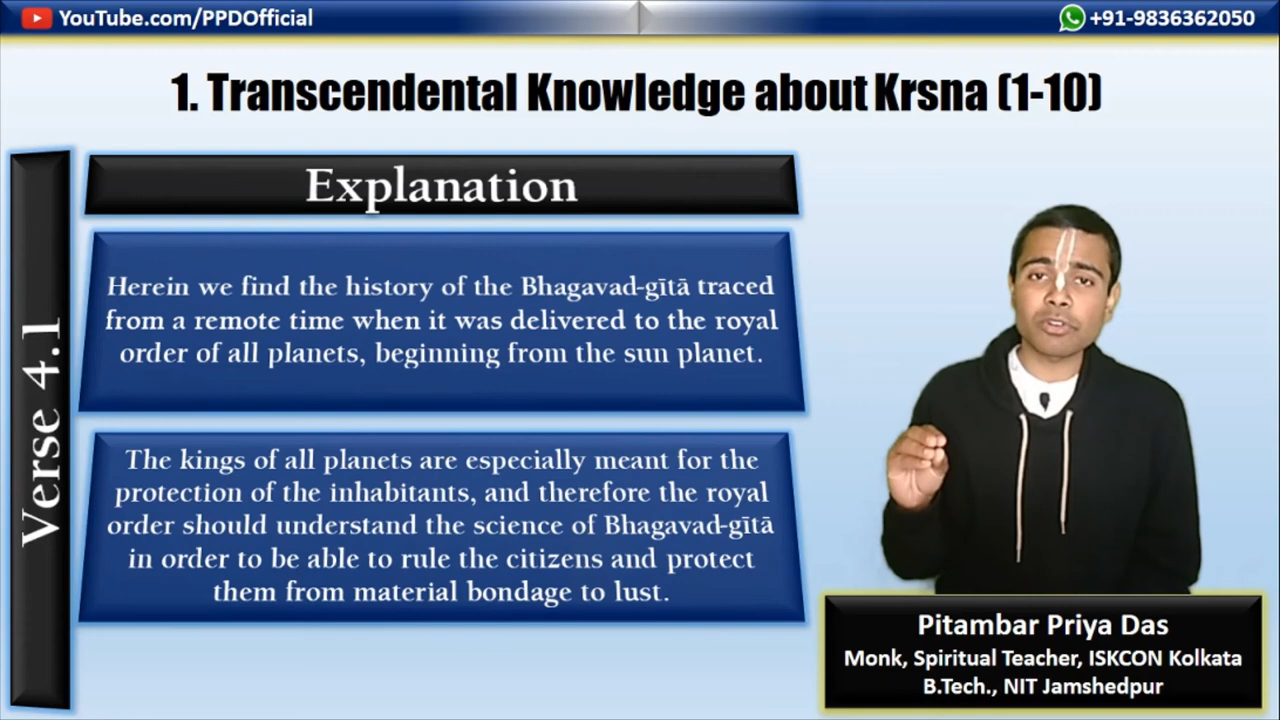 YouTube.com/PPDOfficial
+91-9836362050
1. Transcendental Knowledge about Krsna (1-10)
Verse 4.1
Explanation
Herein we find the history of the Bhagavad-gītā traced
from a remote time when it was delivered to the royal
order of all planets, beginning from the sun planet.
The kings of all planets are especially meant for the
protection of the inhabitants, and therefore the royal
order should understand the science of Bhagavad-gītā
in order to be able to rule the citizens and protect
them from material bondage to lust.
Pitambar Priya Das
Monk, Spiritual Teacher, ISKCON Kolkata
B.Tech., NIT Jamshedpur